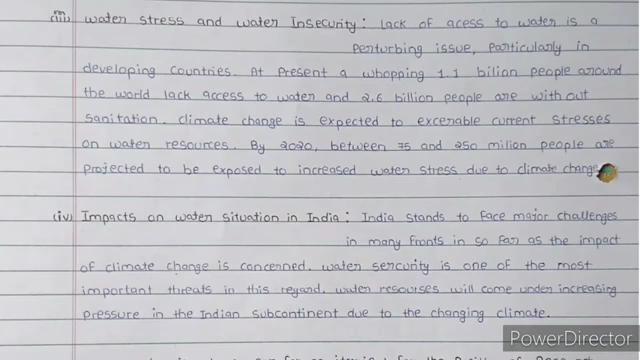 (iii) water stress and water Insecurity: Lack of acess to water is a
perturbing issue, particularly in
developing countries. At present a whopping 1.1 bilion people around
the world lack access to water and 2.6 billion people are without
sanitation. climate change is expected to excenable current stresses
on water resources. By 2020, between 75 and 250 milion people are
projected to be exposed to increased water stress due to climate change
(iv) Impacts on water situation in India: India stands to face major challenges
in many fronts in so far as the impact
of climate change is concenned. water sercurity is one of the most
important threats in this regard. water resourses will come under increasing
pressure in the Indian subcontinent due to the changing climate.
PowerDirector